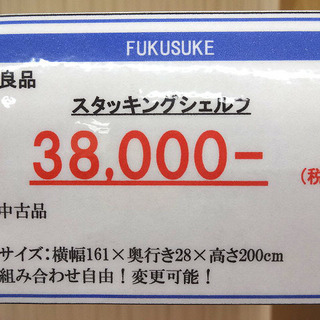 FUKUSUKE
良品
スタッキングシェルフ
38,000-
(税
中古品
サイズ：横幅161×奥行き28×高さ200cm
組み合わせ自由！変更可能！